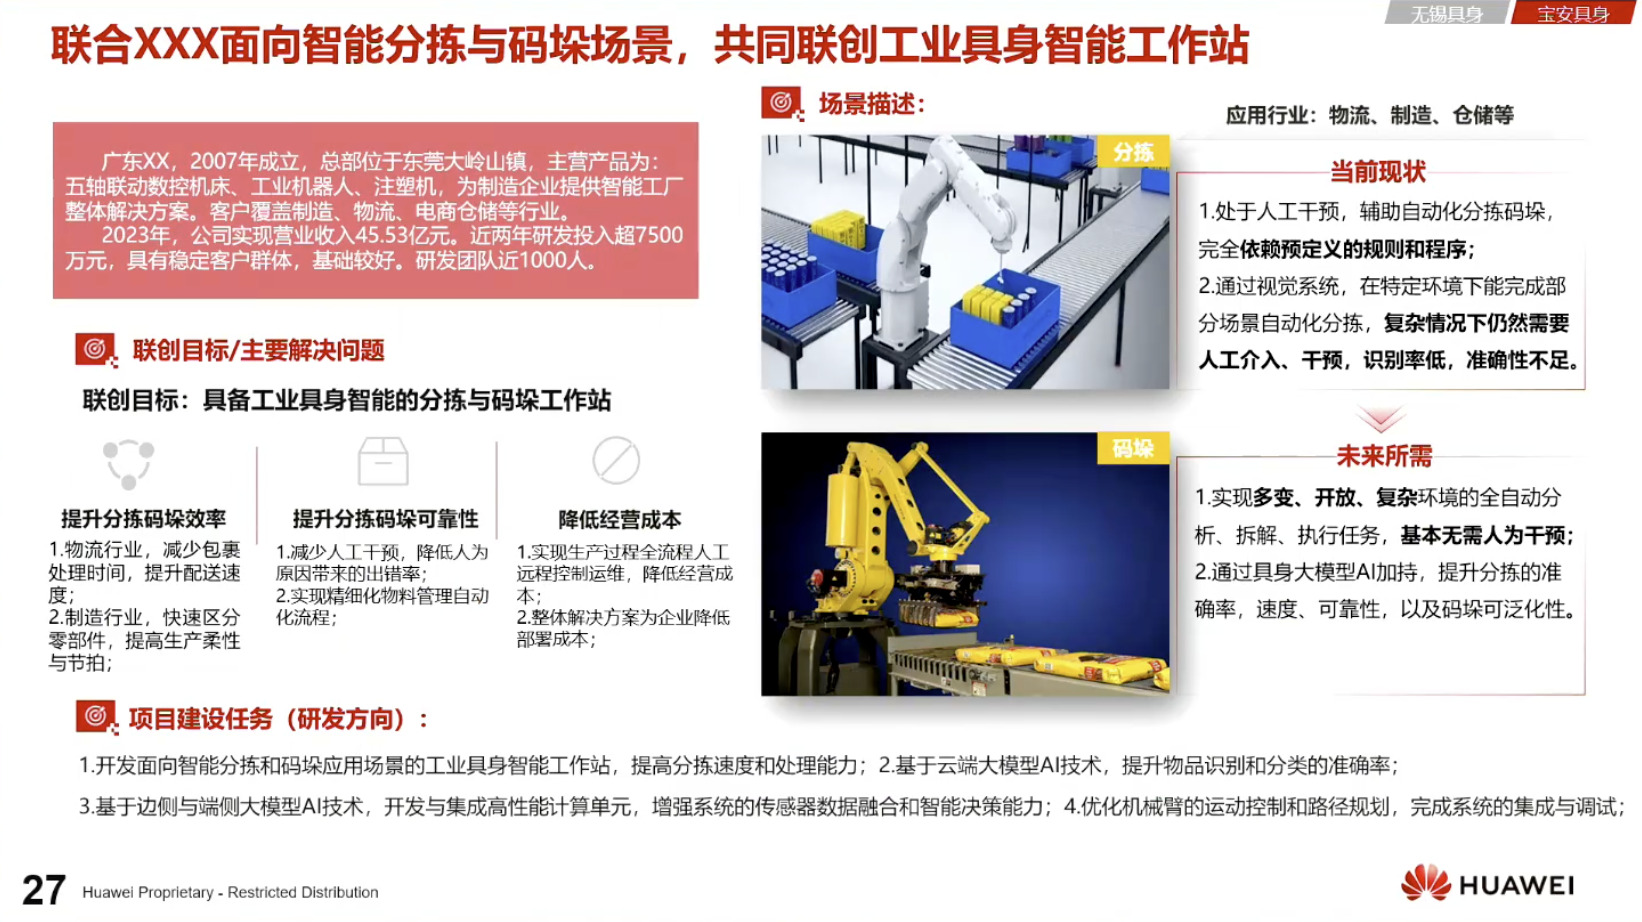 无锡具身
宝安具身
联合XXX面向智能分拣与码垛场景，共同联创工业具身智能工作站
广东XX，2007年成立，总部位于东莞大岭山镇，主营产品为：
五轴联动数控机床、工业机器人、注塑机，为制造企业提供智能工厂
整体解决方案。客户覆盖制造、物流、电商仓储等行业。
2023年，公司实现营业收入45.53亿元。近两年研发投入超7500
万元，具有稳定客户群体，基础较好。研发团队近1000人。
联创目标/主要解决问题
联创目标：具备工业具身智能的分拣与码垛工作站
提升分拣码垛效率
1.物流行业，减少包裹
处理时间，提升配送速
度；
2.制造行业，快速区分
零部件，提高生产柔性
与节拍；
提升分拣码垛可靠性
1.减少人工干预，降低人为
原因带来的出错率；
2.实现精细化物料管理自动
化流程；
降低经营成本
1.实现生产过程全流程人工
远程控制运维，降低经营成
本；
2.整体解决方案为企业降低
部署成本；
场景描述：
应用行业：物流、制造、仓储等
分拣
当前现状
1.处于人工干预，辅助自动化分拣码垛，
完全依赖预定义的规则和程序；
2.通过视觉系统，在特定环境下能完成部
分场景自动化分拣，复杂情况下仍然需要
人工介入、干预，识别率低，准确性不足。
码垛
未来所需
1.实现多变、开放、复杂环境的全自动分
析、拆解、执行任务，基本无需人为干预；
2.通过具身大模型AI加持，提升分拣的准
确率，速度、可靠性，以及码垛可泛化性。
项目建设任务（研发方向）：
1.开发面向智能分拣和码垛应用场景的工业具身智能工作站，提高分拣速度和处理能力；2.基于云端大模型AI技术，提升物品识别和分类的准确率；
3.基于边侧与端侧大模型AI技术，开发与集成高性能计算单元，增强系统的传感器数据融合和智能决策能力；4.优化机械臂的运动控制和路径规划，完成系统的集成与调试；
27 Huawei Proprietary - Restricted Distribution
HUAWEI